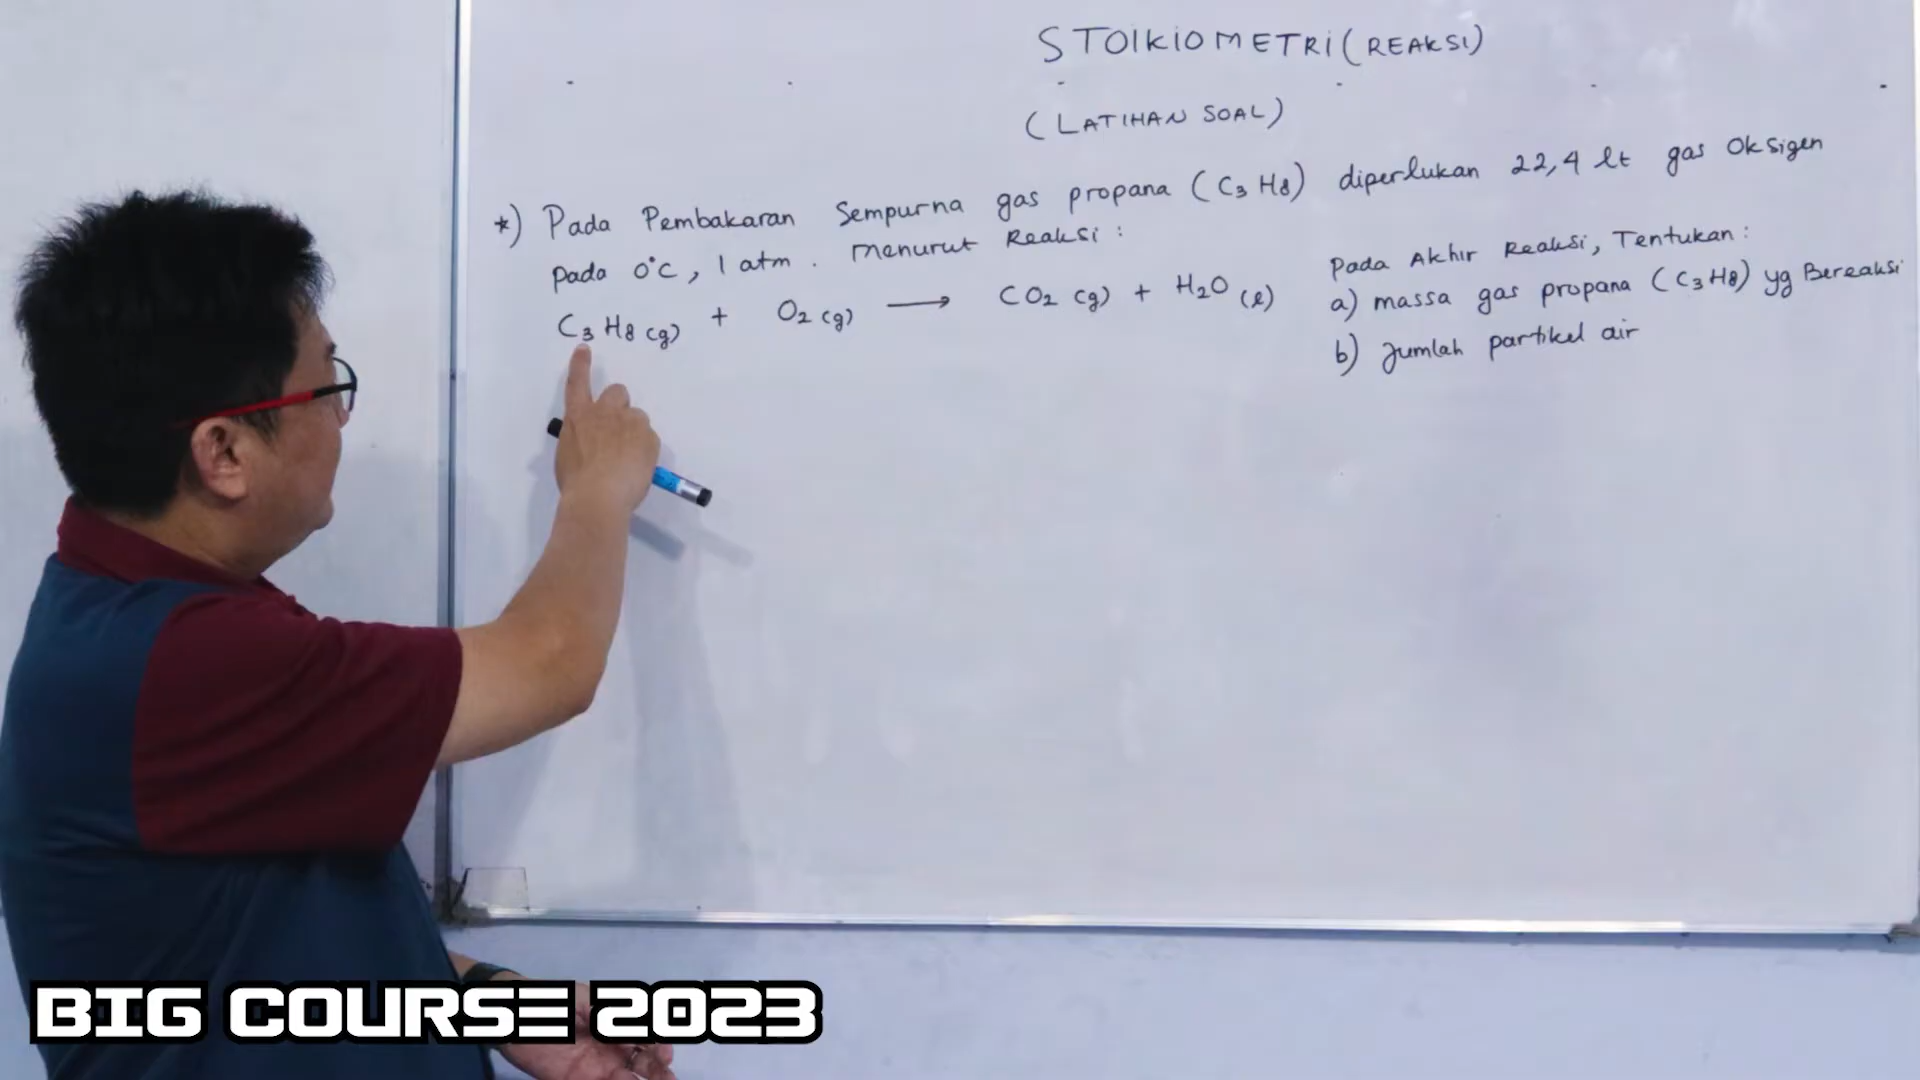 STOIKIOMETRI (REAKSI)
(LATIHAN SOAL)
*) Pada Pembakaran Sempurna gas propana (C₃H₈) diperlukan 22,4 lt gas Oksigen
pada 0°C, 1 atm. Menurut Reaksi :
C₃H₈ (g) + O₂ (g) → CO₂ (g) + H₂O (l)
Pada Akhir Reaksi, Tentukan :
a) massa gas propana (C₃H₈) yg Bereaksi
b) Jumlah partikel air
BIG COURSE 2023